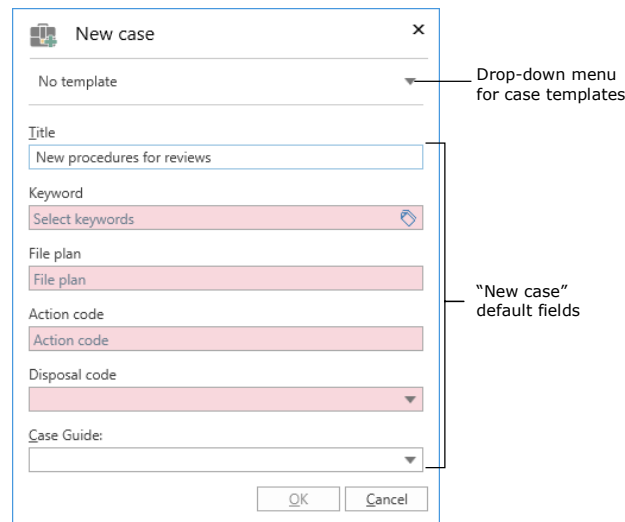 New case
No template
Drop-down menu
for case templates
Title
New procedures for reviews
Keyword
Select keywords
File plan
File plan
“New case”
default fields
Action code
Action code
Disposal code
Case Guide:
OK
Cancel